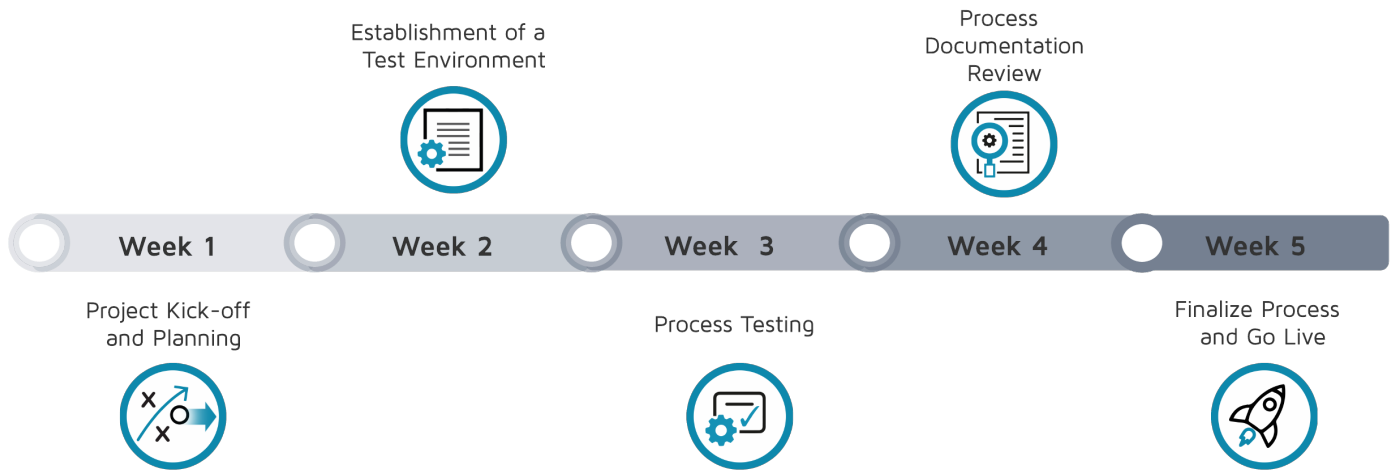 Establishment of a
Test Environment
Process
Documentation
Review
Week 1
Week 2
Week 3
Week 4
Week 5
Project Kick-off
and Planning
Process Testing
Finalize Process
and Go Live